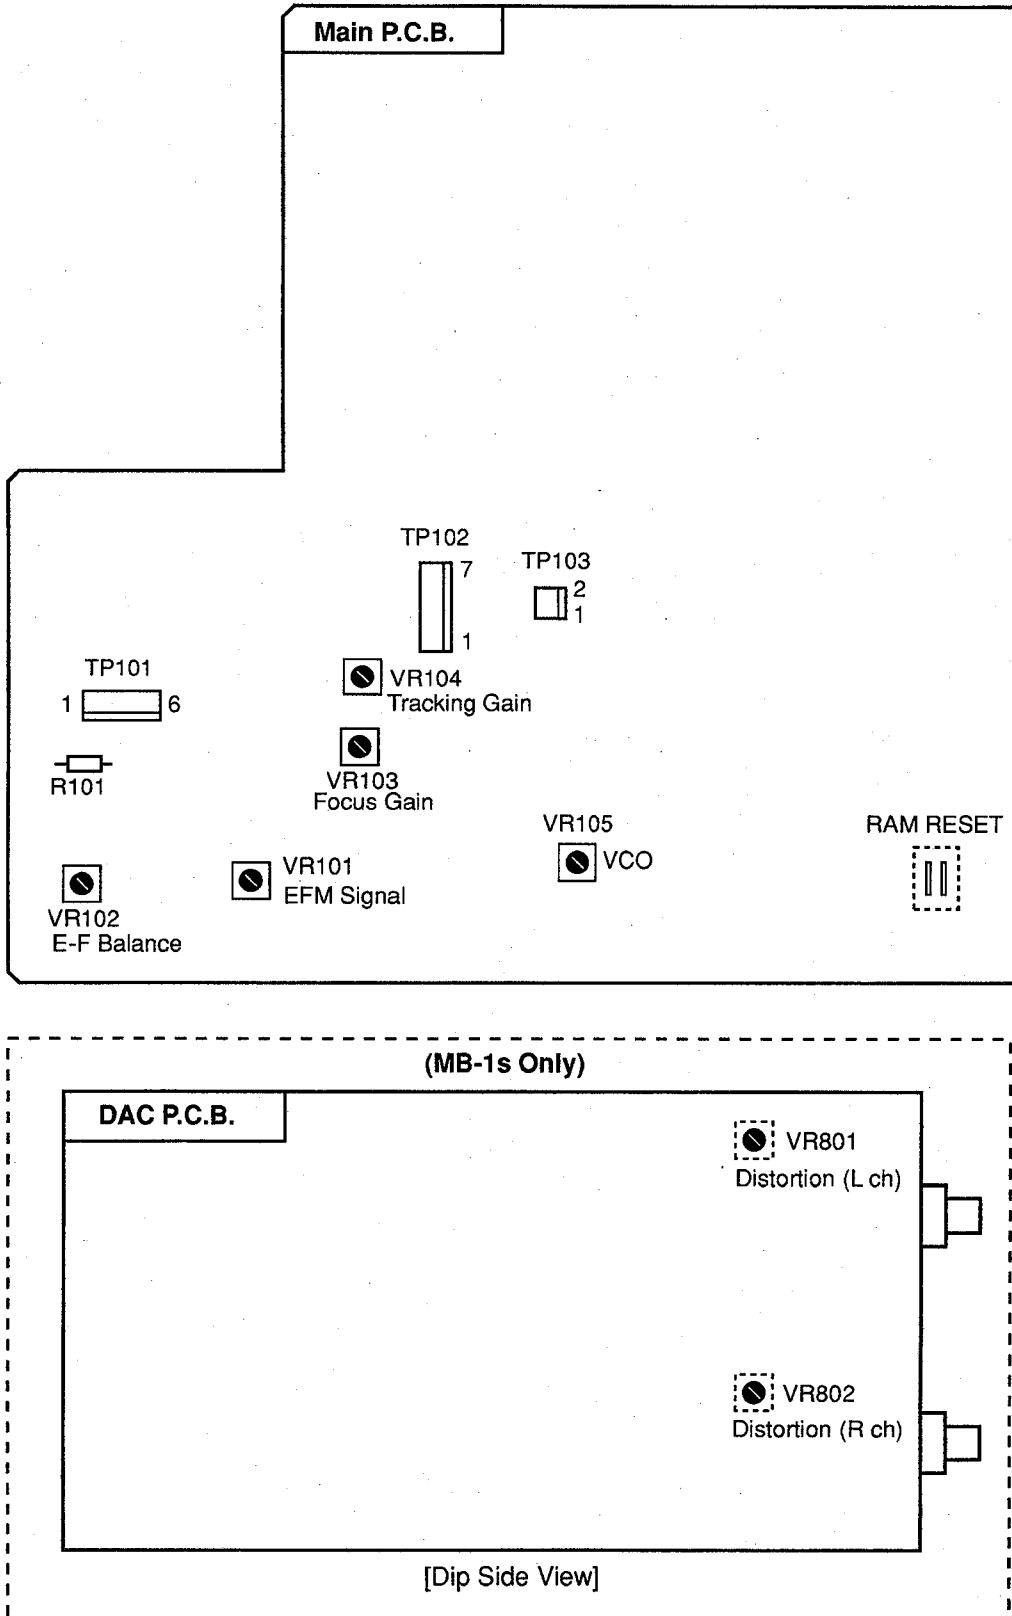 Main P.C.B.
TP102
7
1
TP103
2
1
TP101
1
6
VR104
Tracking Gain
R101
VR103
Focus Gain
VR105
VCO
RAM RESET
VR101
EFM Signal
VR102
E-F Balance
(MB-1s Only)
DAC P.C.B.
VR801
Distortion (L ch)
VR802
Distortion (R ch)
[Dip Side View]